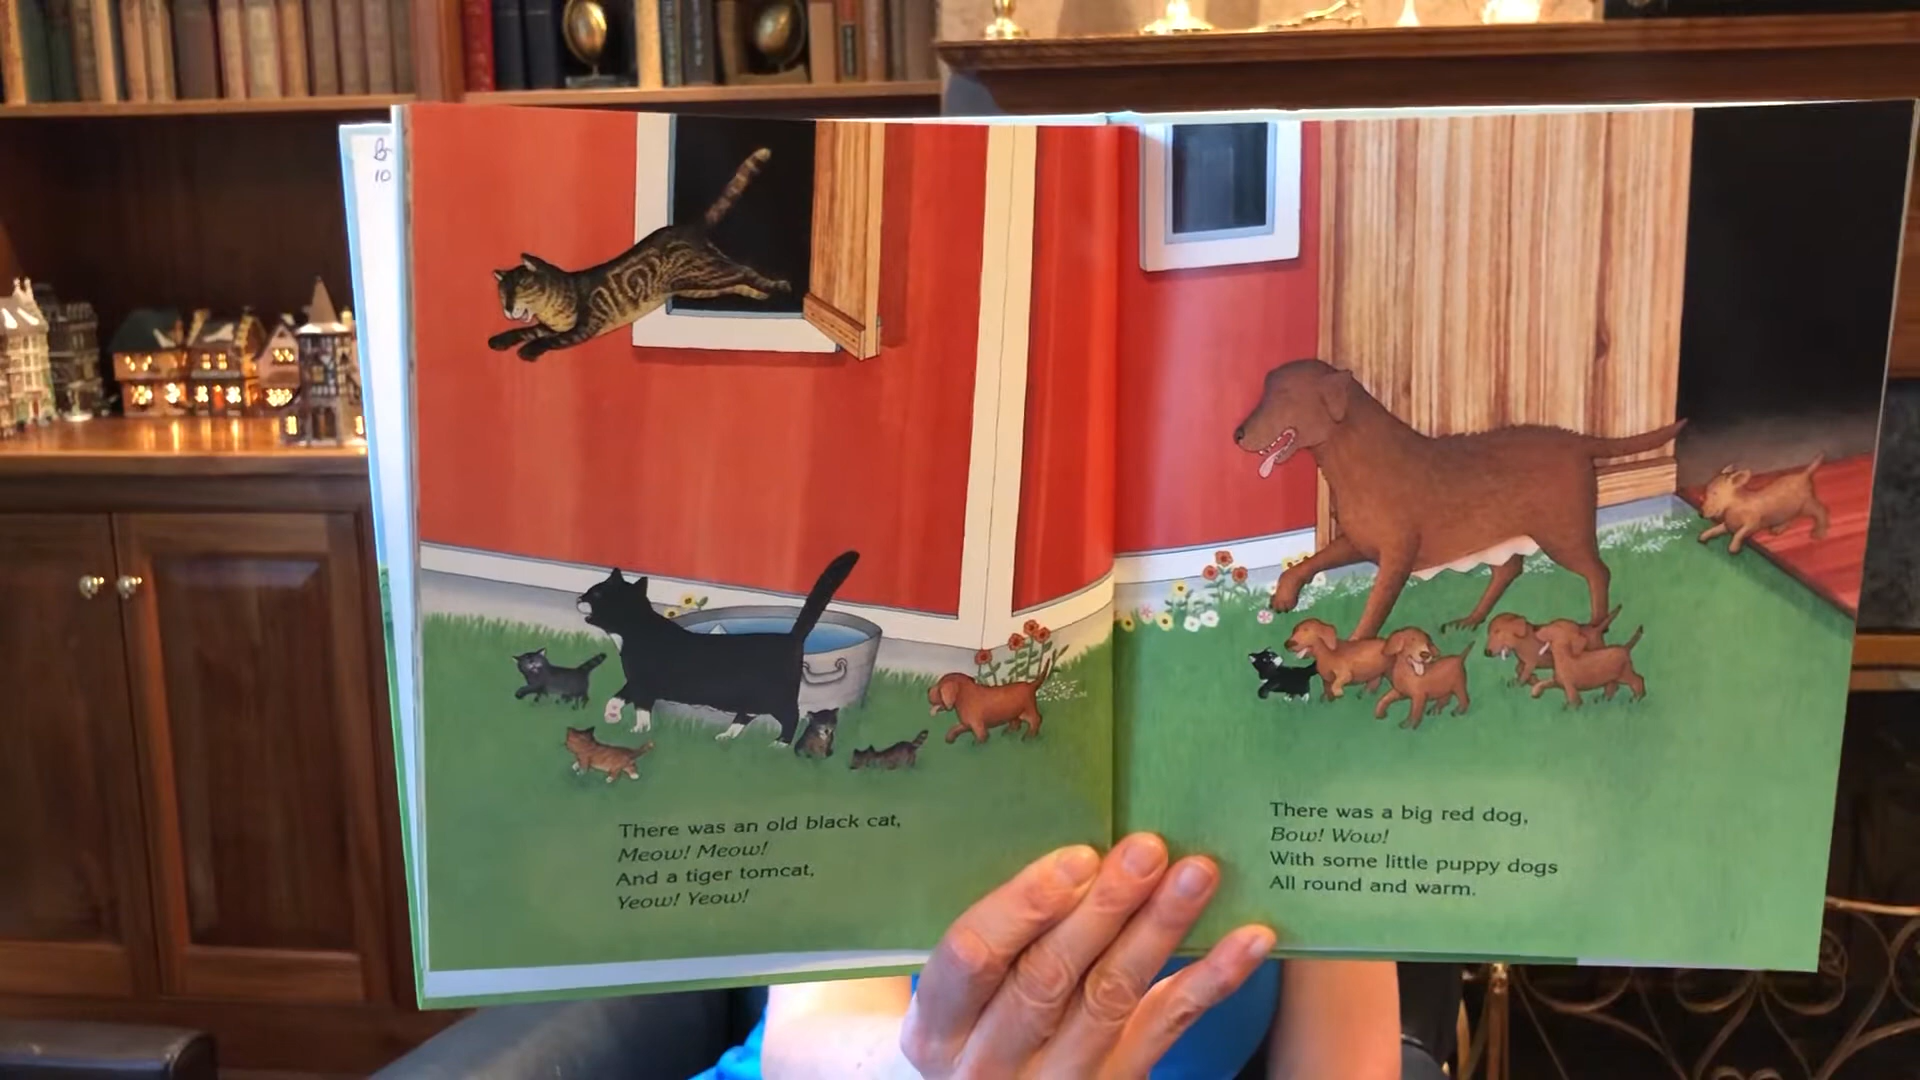 B
10
There was an old black cat,
Meow! Meow!
And a tiger tomcat,
Yeow! Yeow!
There was a big red dog,
Bow! Wow!
With some little puppy dogs
All round and warm.